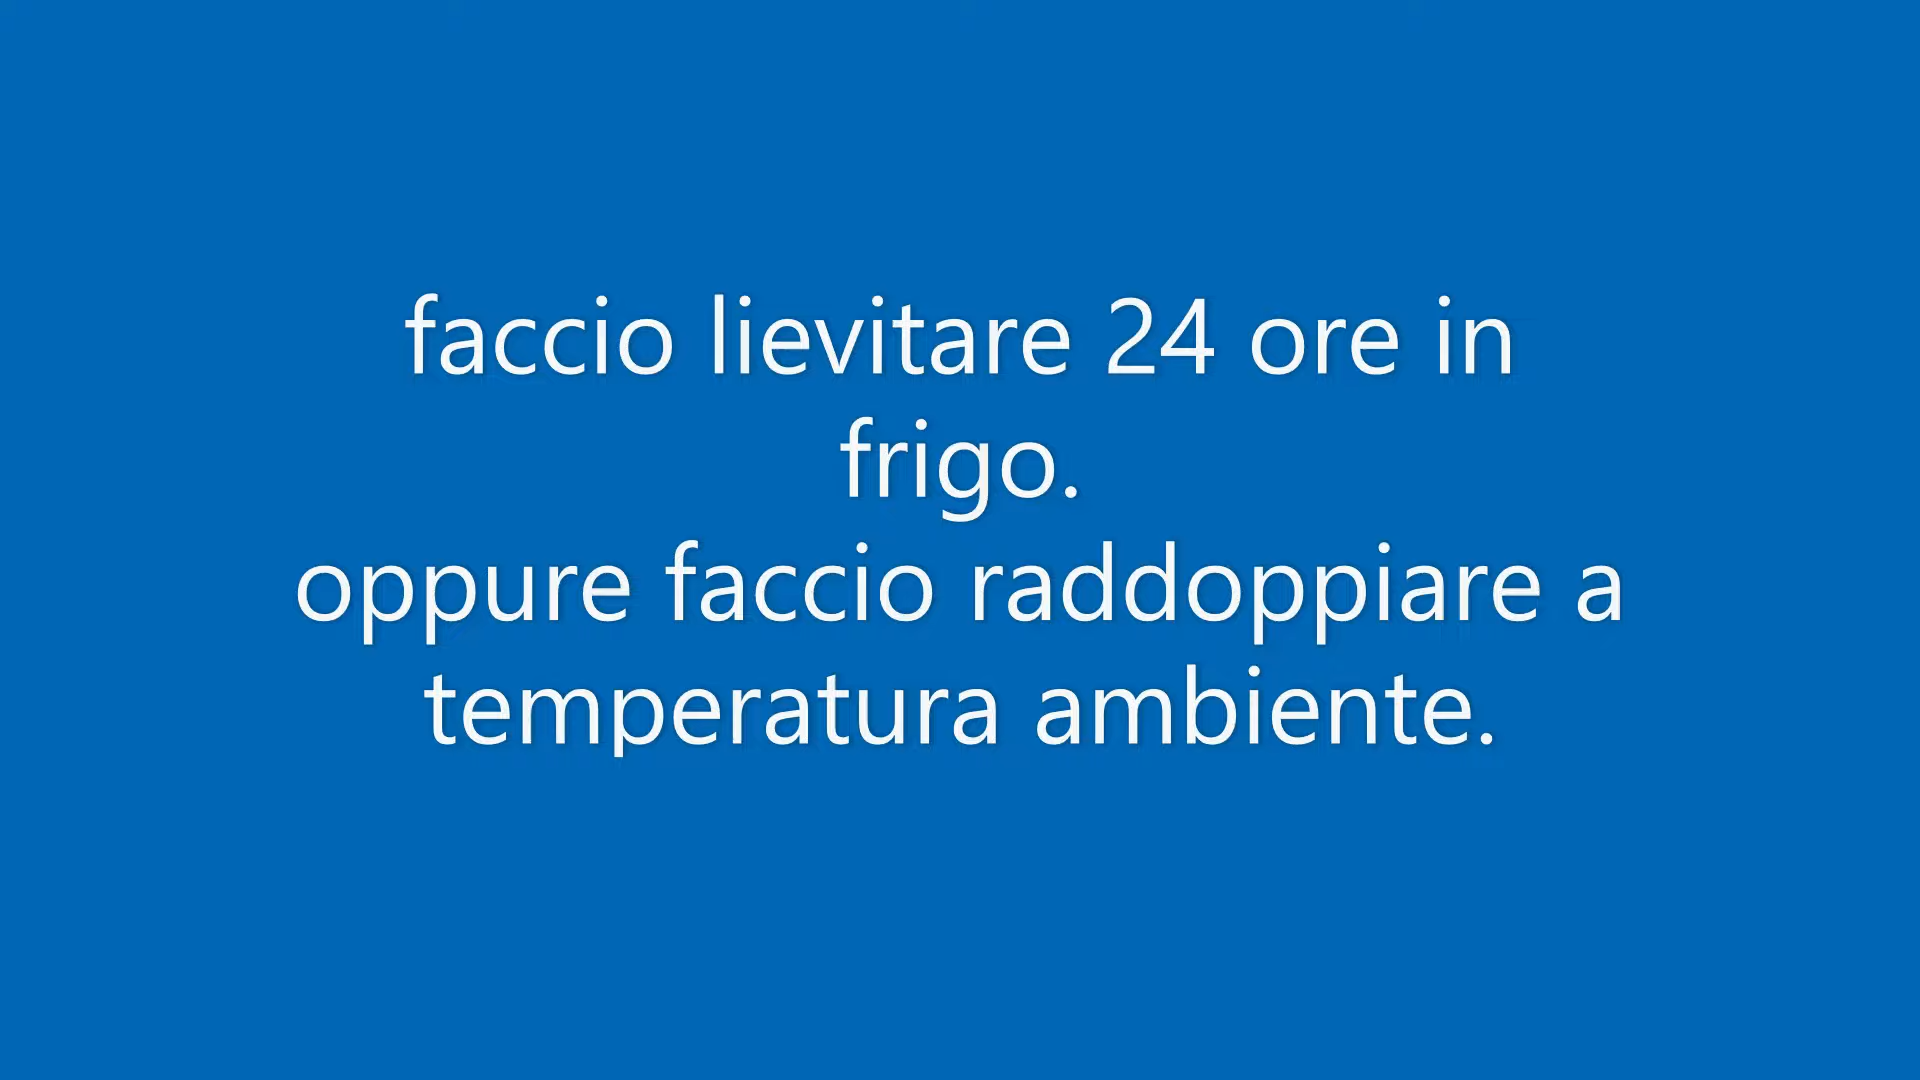 faccio lievitare 24 ore in
frigo.
oppure faccio raddoppiare a
temperatura ambiente.